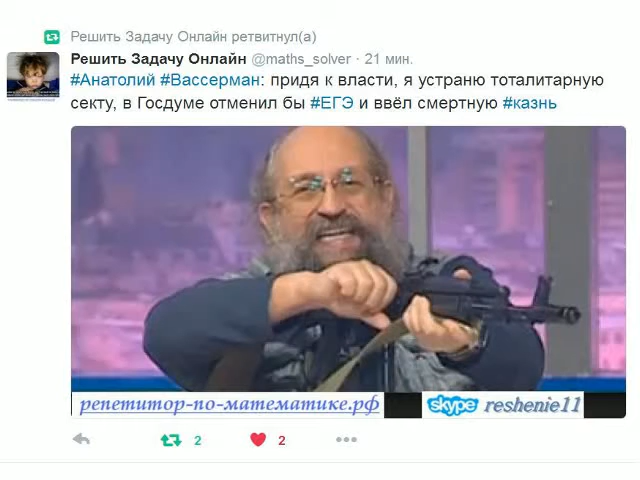 Решить Задачу Онлайн ретвитнул(а)
Решить Задачу Онлайн @maths_solver · 21 мин.
#Анатолий #Вассерман: придя к власти, я устраню тоталитарную
секту, в Госдуме отменил бы #ЕГЭ и ввёл смертную #казнь
репетитор-по-математике.рф
skype reshenie11
2
2